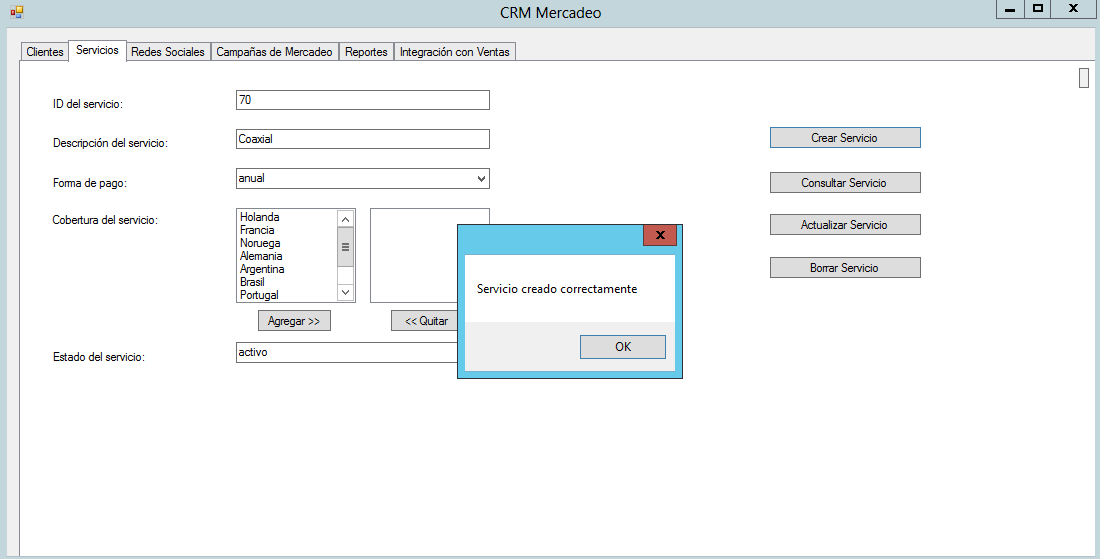 CRM Mercadeo
Clientes Servicios Redes Sociales Campañas de Mercadeo Reportes Integración con Ventas
ID del servicio: 70
Descripción del servicio: Coaxial
Crear Servicio
Forma de pago: anual
Consultar Servicio
Cobertura del servicio:
Holanda
Francia
Noruega
Alemania
Argentina
Brasil
Portugal
Actualizar Servicio
Borrar Servicio
Servicio creado correctamente
OK
Agregar >> << Quitar
Estado del servicio: activo